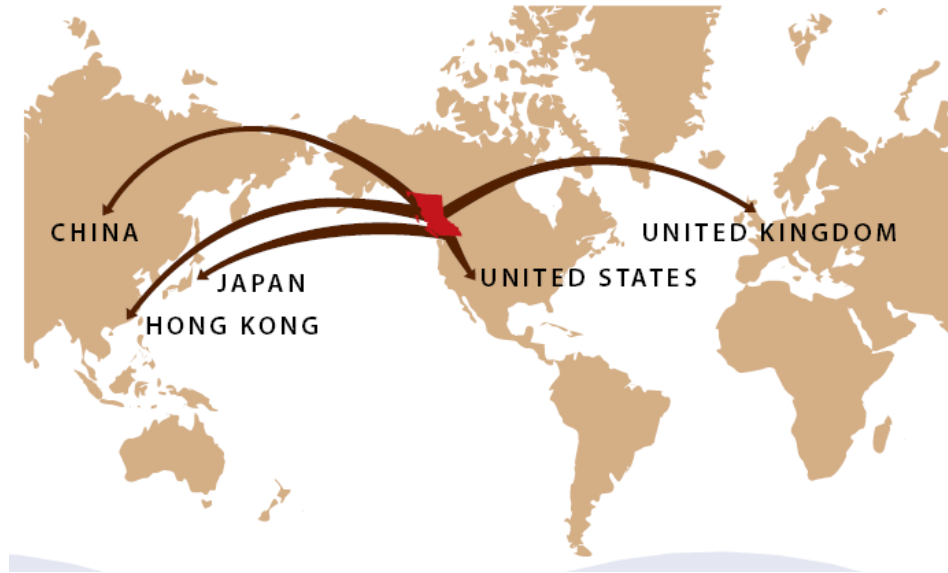 CHINA
UNITED KINGDOM
JAPAN
UNITED STATES
HONG KONG